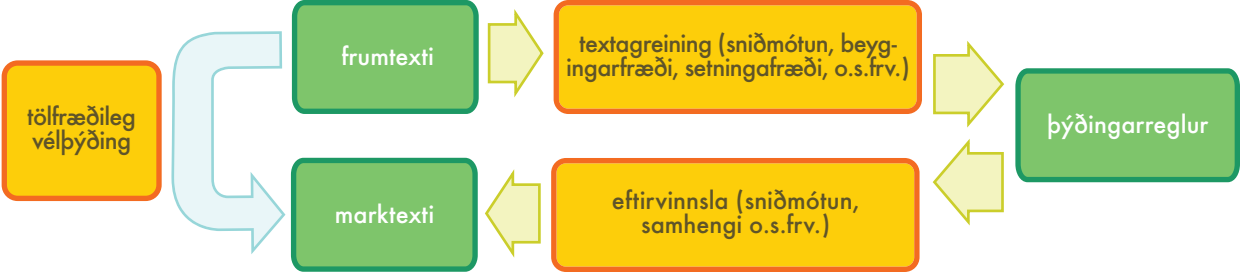 tölfræðileg
vélþýðing
frumtexti
textagreining (sniðmótun, beyg-
ingarfræði, setningafræði, o.s.frv.)
þýðingarreglur
eftirvinnsla (sniðmótun,
samhengi o.s.frv.)
marktexti